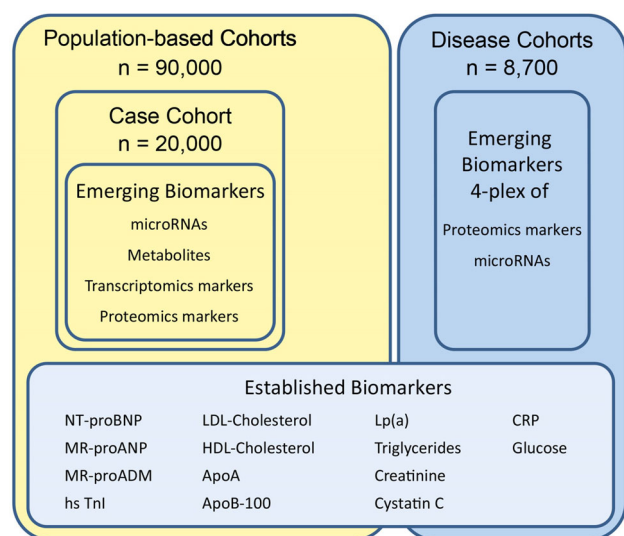 Population-based Cohorts
n = 90,000
Case Cohort
n = 20,000
Emerging Biomarkers
microRNAs
Metabolites
Transcriptomics markers
Proteomics markers
Disease Cohorts
n = 8,700
Emerging
Biomarkers
4-plex of
Proteomics markers
microRNAs
Established Biomarkers
NT-proBNP LDL-Cholesterol Lp(a) CRP
MR-proANP HDL-Cholesterol Triglycerides Glucose
MR-proADM ApoA Creatinine
hs TnI ApoB-100 Cystatin C